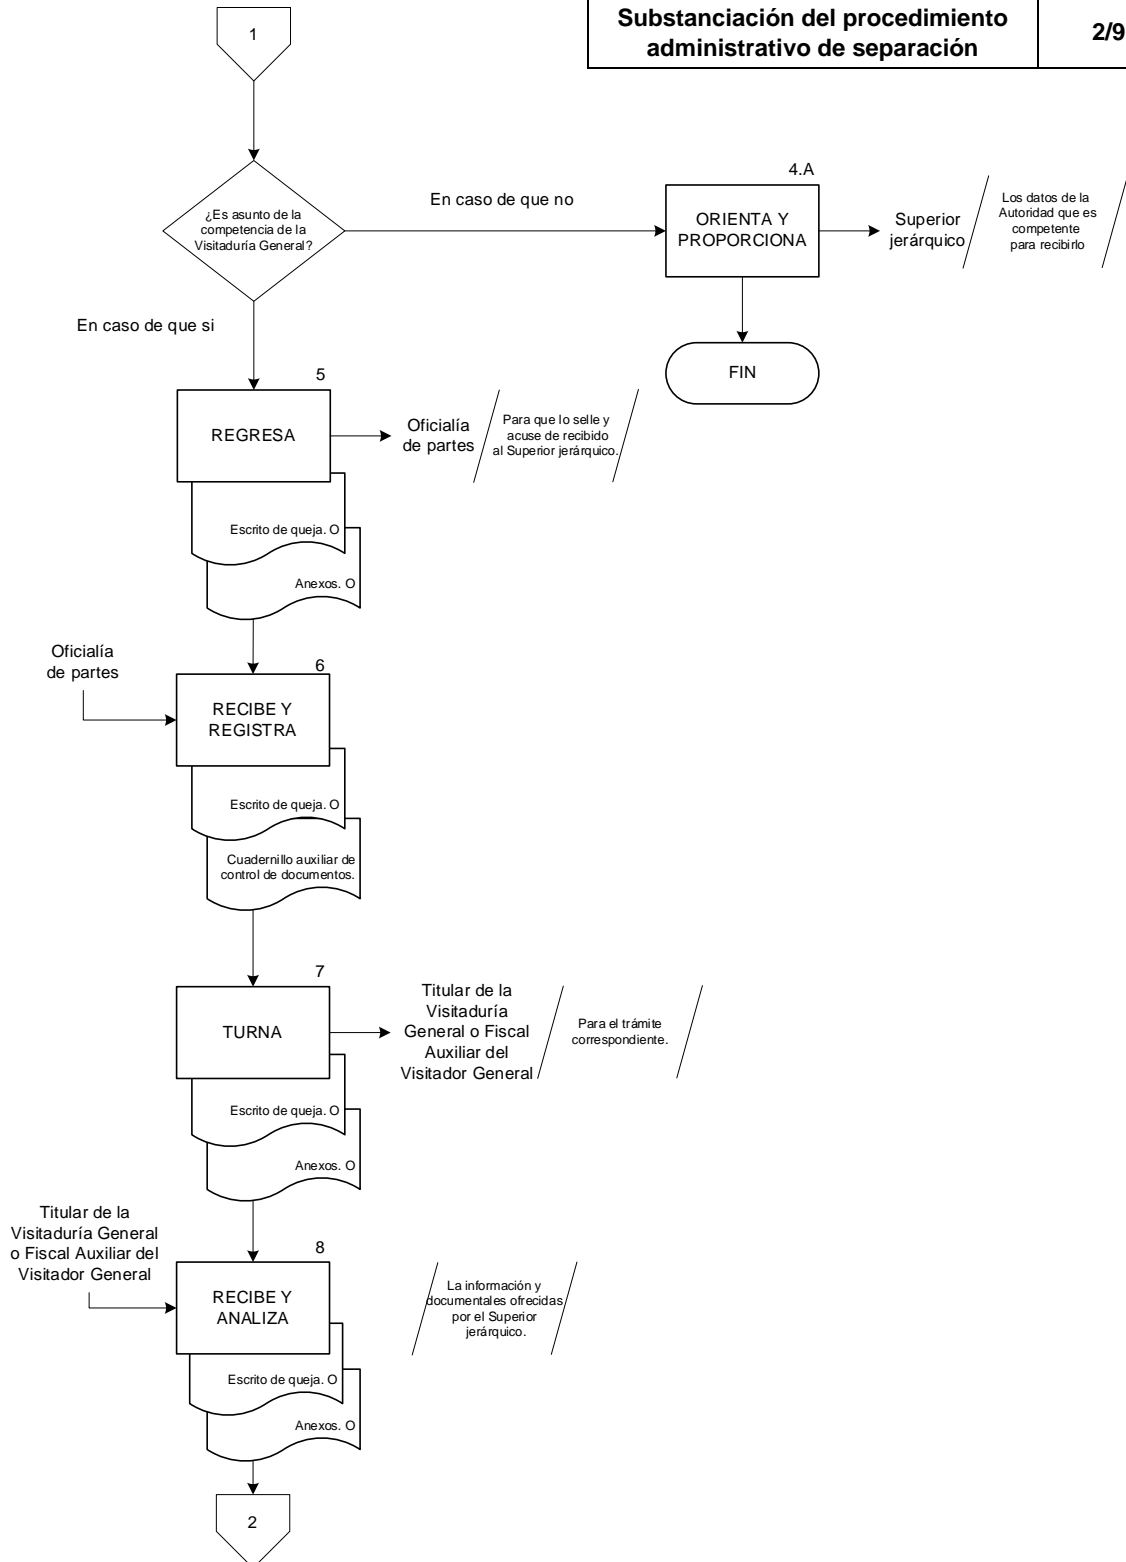 Substanciación del procedimiento
administrativo de separación
2/9
1
¿Es asunto de la
competencia de la
Visitaduría General?
En caso de que no
4.A
ORIENTA Y
PROPORCIONA
Superior
jerárquico
Los datos de la
Autoridad que es
competente
para recibirlo
FIN
En caso de que si
5
REGRESA
Oficialía
de partes
Para que lo selle y
acuse de recibido
al Superior jerárquico.
Escrito de queja. O
Anexos. O
Oficialía
de partes
6
RECIBE Y
REGISTRA
Escrito de queja. O
Cuadernillo auxiliar de
control de documentos.
7
TURNA
Titular de la
Visitaduría
General o Fiscal
Auxiliar del
Visitador General
Para el trámite
correspondiente.
Escrito de queja. O
Anexos. O
Titular de la
Visitaduría General
o Fiscal Auxiliar del
Visitador General
8
RECIBE Y
ANALIZA
La información y
documentales ofrecidas
por el Superior
jerárquico.
Escrito de queja. O
Anexos. O
2